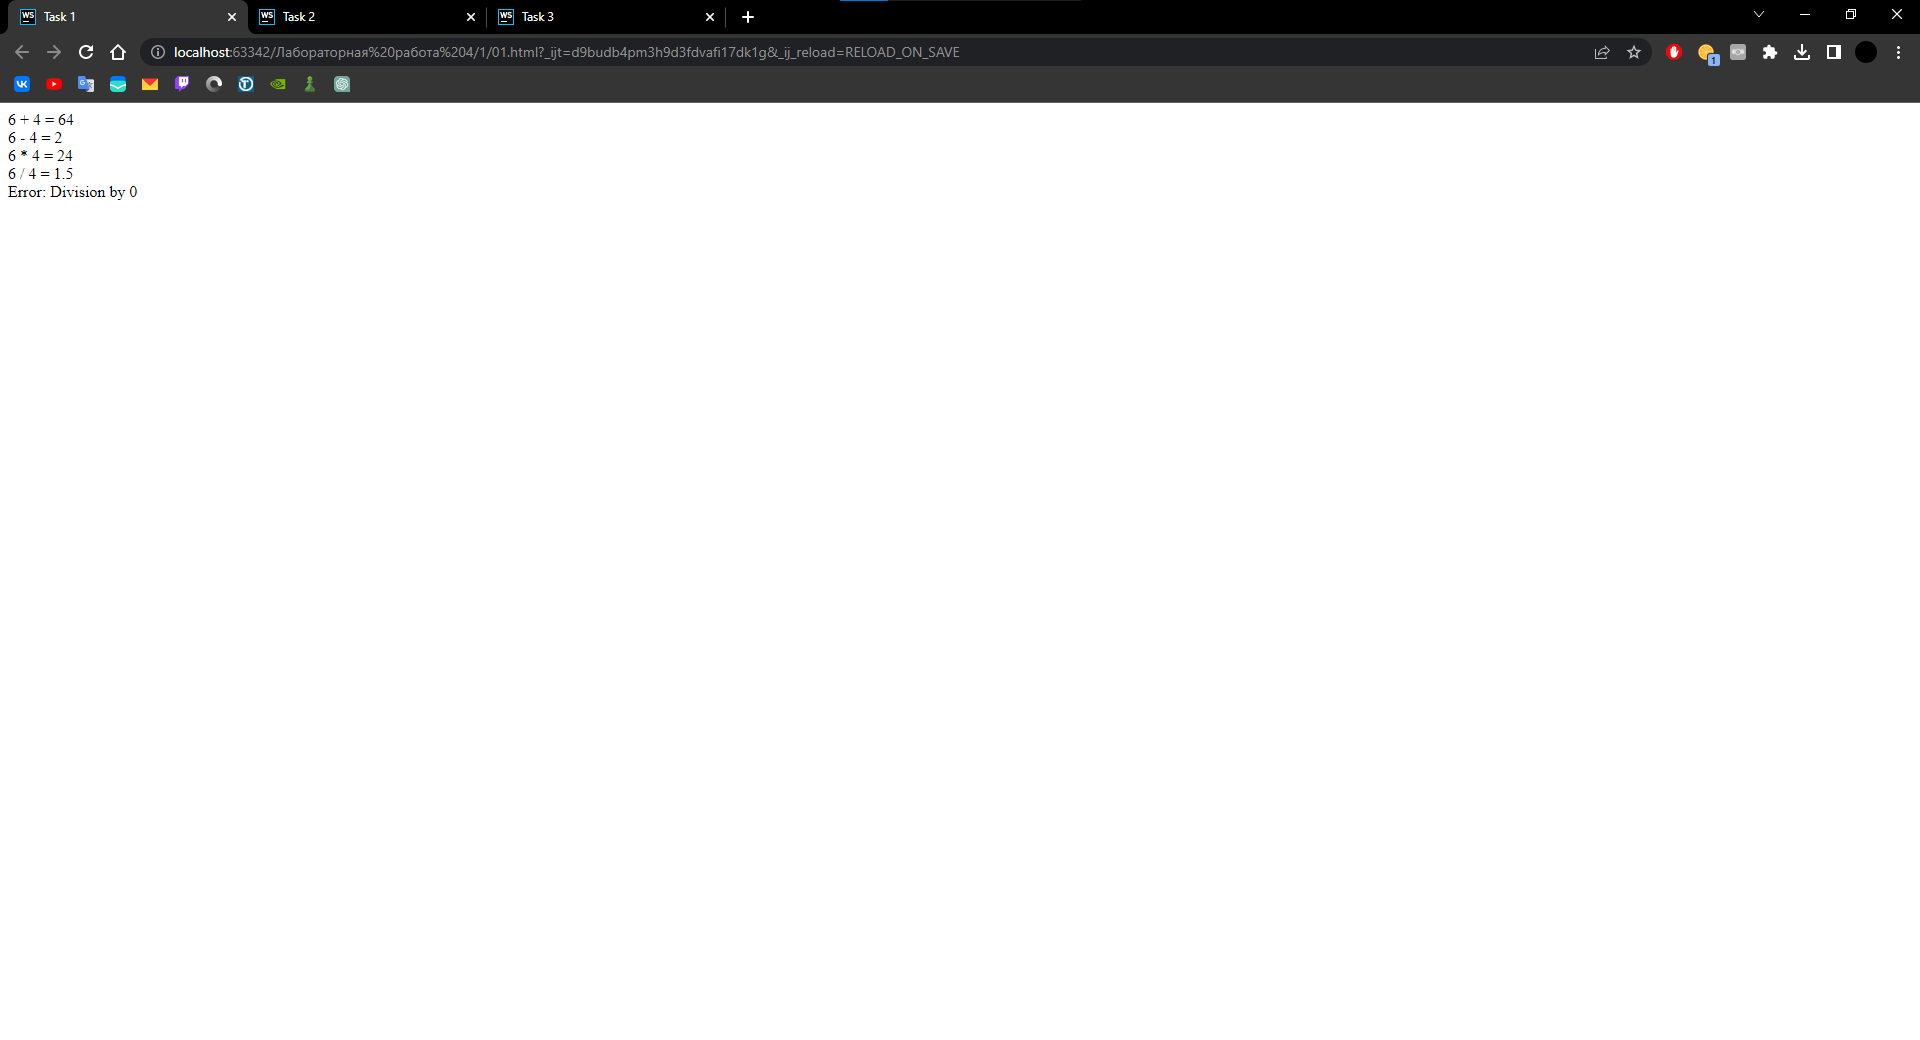 Task 1
Task 2
Task 3
localhost:63342/Лабораторная%20работа%204/1/01.html?_ijt=d9budb4pm3h9d3fdvafi17dk1g&_ij_reload=RELOAD_ON_SAVE
1
6 + 4 = 64
6 - 4 = 2
6 * 4 = 24
6 / 4 = 1.5
Error: Division by 0